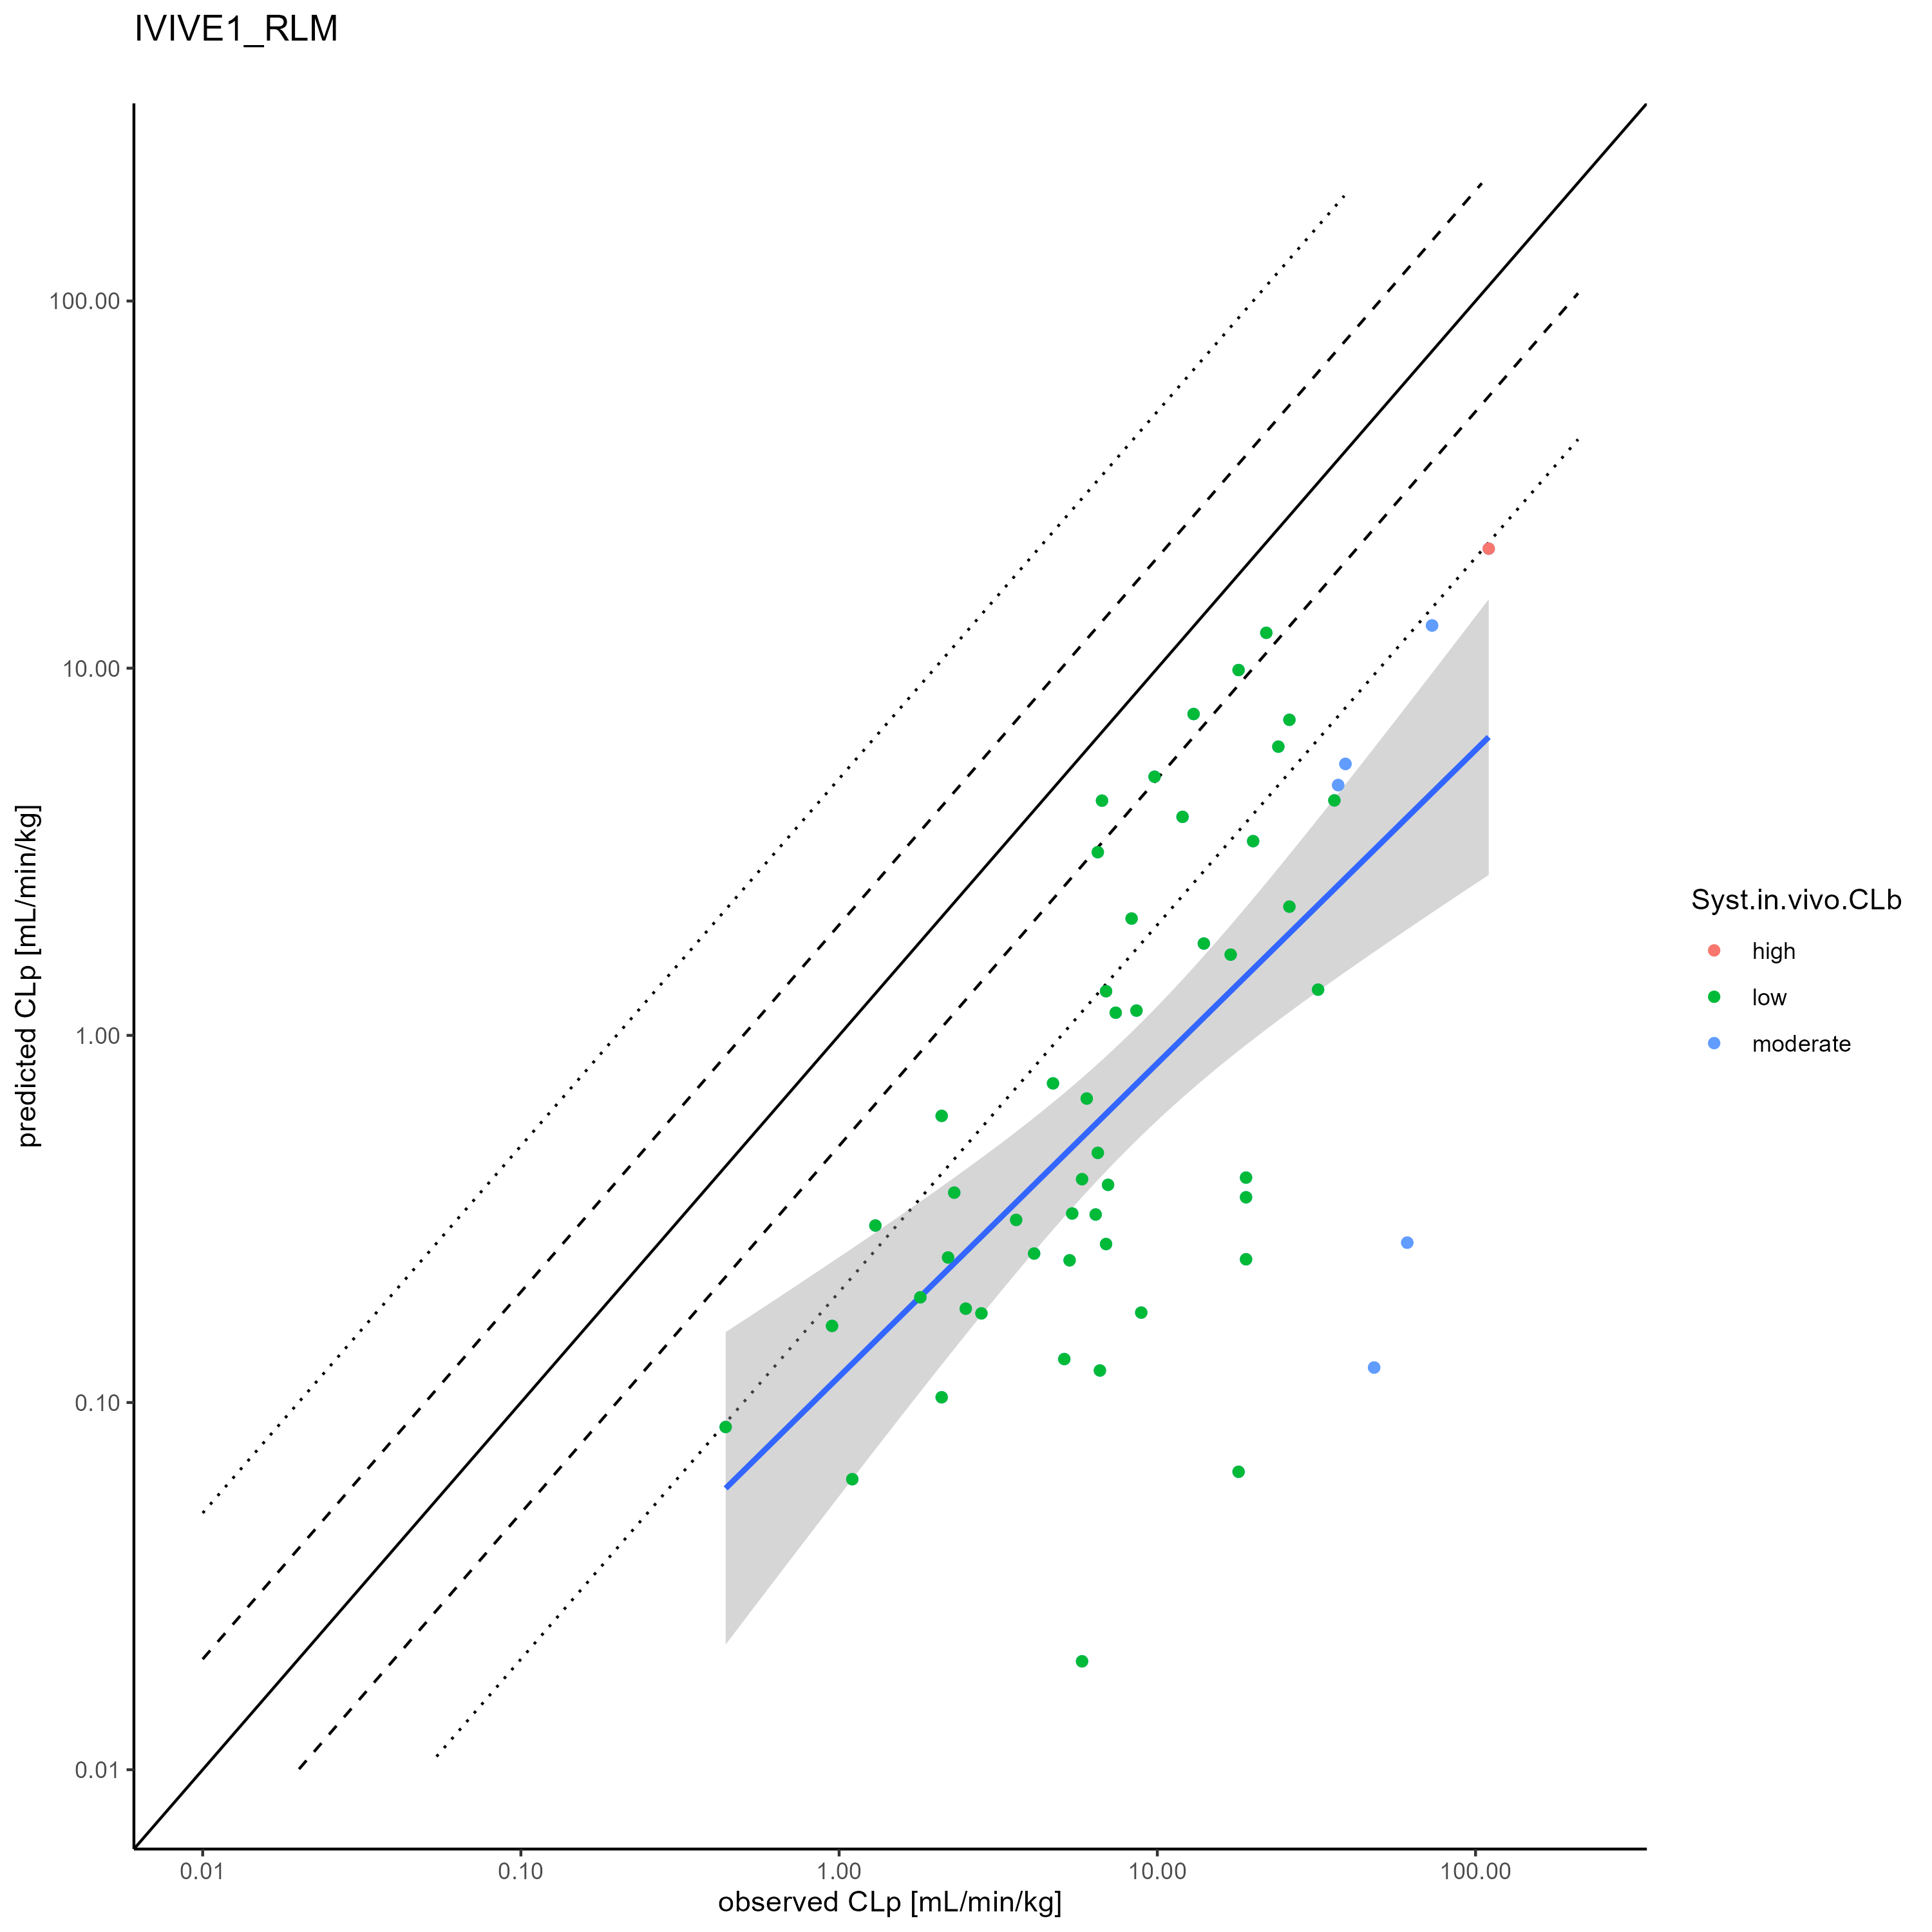 IVIVE1_RLM
predicted CLp [mL/min/kg]
100.00
10.00
1.00
0.10
0.01
0.01 0.10 1.00 10.00 100.00
observed CLp [mL/min/kg]
Syst.in.vivo.CLb
high
low
moderate